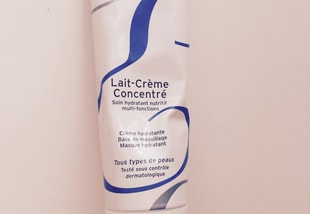 Lait-Crème
Concentré
Soin hydratant nutritif
multi-fonctions
Crème hydratante
Base de maquillage
Masque hydratant
Tous types de peaux
Testé sous contrôle
dermatologique